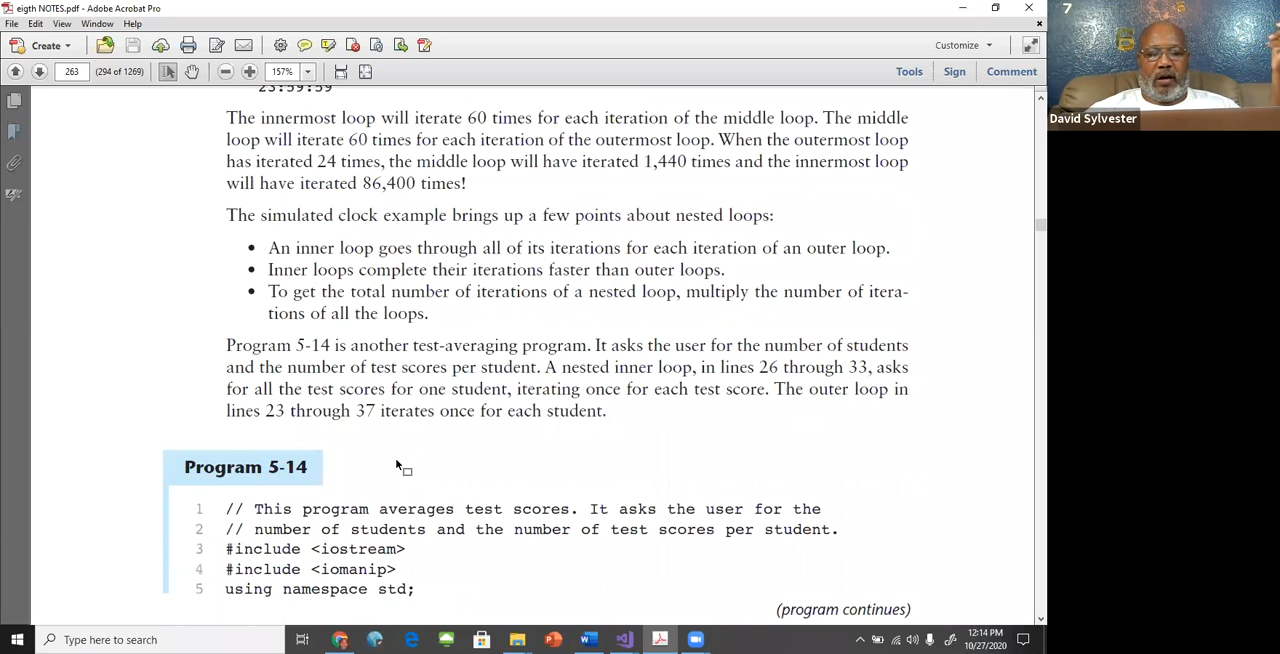 eigth NOTES.pdf - Adobe Acrobat Pro
File Edit View Window Help
Create
Customize
263 (294 of 1269) 157%
Tools Sign Comment
23:59:59
The innermost loop will iterate 60 times for each iteration of the middle loop. The middle
loop will iterate 60 times for each iteration of the outermost loop. When the outermost loop
has iterated 24 times, the middle loop will have iterated 1,440 times and the innermost loop
will have iterated 86,400 times!
The simulated clock example brings up a few points about nested loops:
• An inner loop goes through all of its iterations for each iteration of an outer loop.
• Inner loops complete their iterations faster than outer loops.
• To get the total number of iterations of a nested loop, multiply the number of itera-
tions of all the loops.
Program 5-14 is another test-averaging program. It asks the user for the number of students
and the number of test scores per student. A nested inner loop, in lines 26 through 33, asks
for all the test scores for one student, iterating once for each test score. The outer loop in
lines 23 through 37 iterates once for each student.
Program 5-14
1 // This program averages test scores. It asks the user for the
2 // number of students and the number of test scores per student.
3 #include <iostream>
4 #include <iomanip>
5 using namespace std;
(program continues)
Type here to search
12:14 PM
10/27/2020
7
David Sylvester